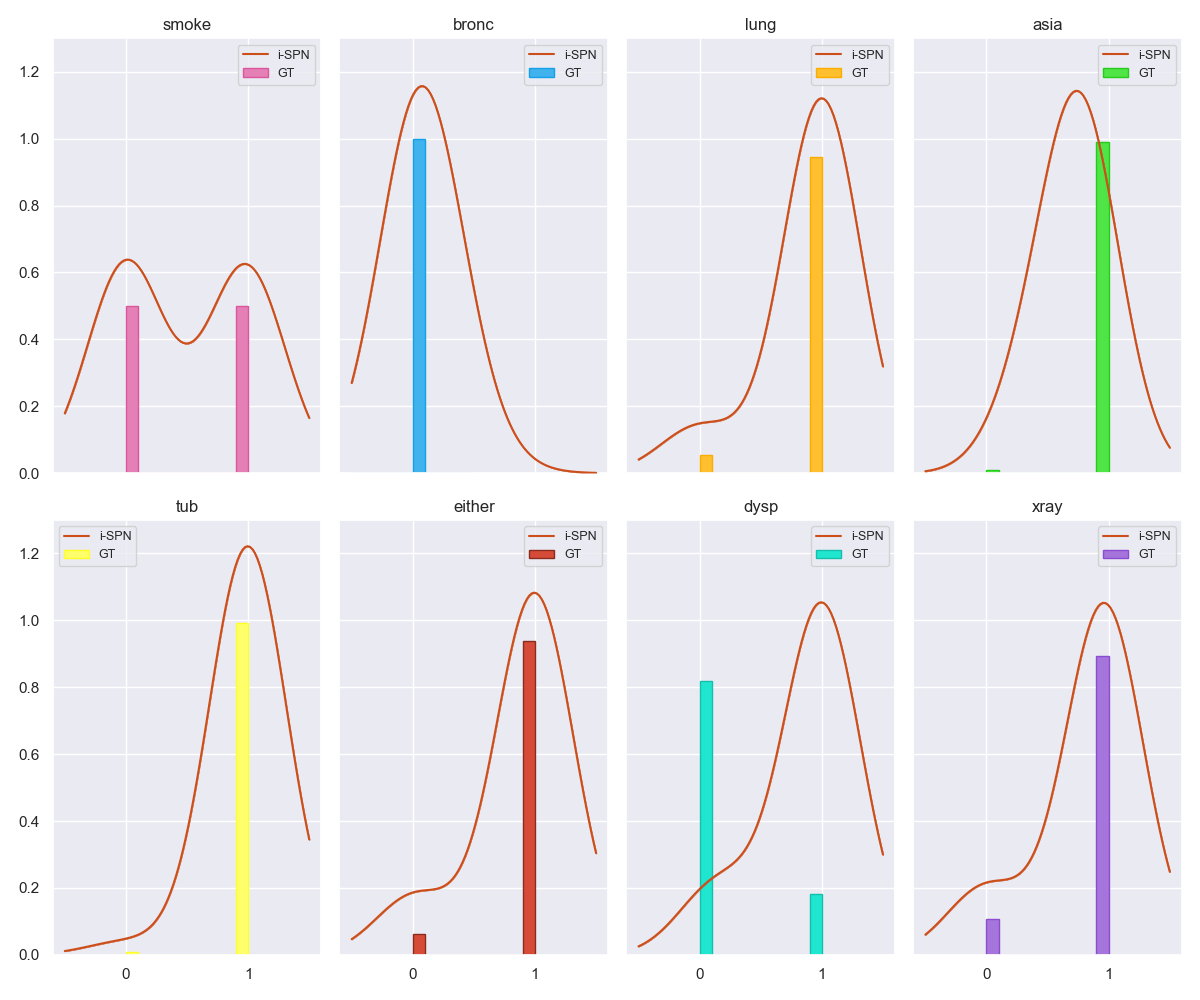 smoke
i-SPN
GT
0.0
0.2
0.4
0.6
0.8
1.0
1.2
bronc
i-SPN
GT
lung
i-SPN
GT
asia
i-SPN
GT
tub
i-SPN
GT
0.0
0.2
0.4
0.6
0.8
1.0
1.2
0 1
either
i-SPN
GT
0 1
dysp
i-SPN
GT
0 1
xray
i-SPN
GT
0 1